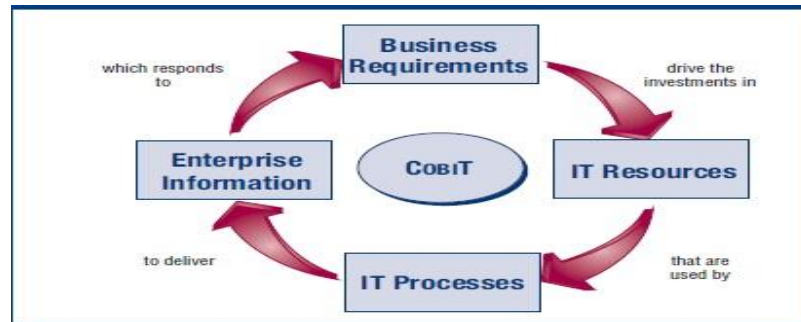 Business
Requirements
which responds
to
drive the
investments in
Enterprise
Information
COBIT
IT Resources
to deliver
that are
used by
IT Processes